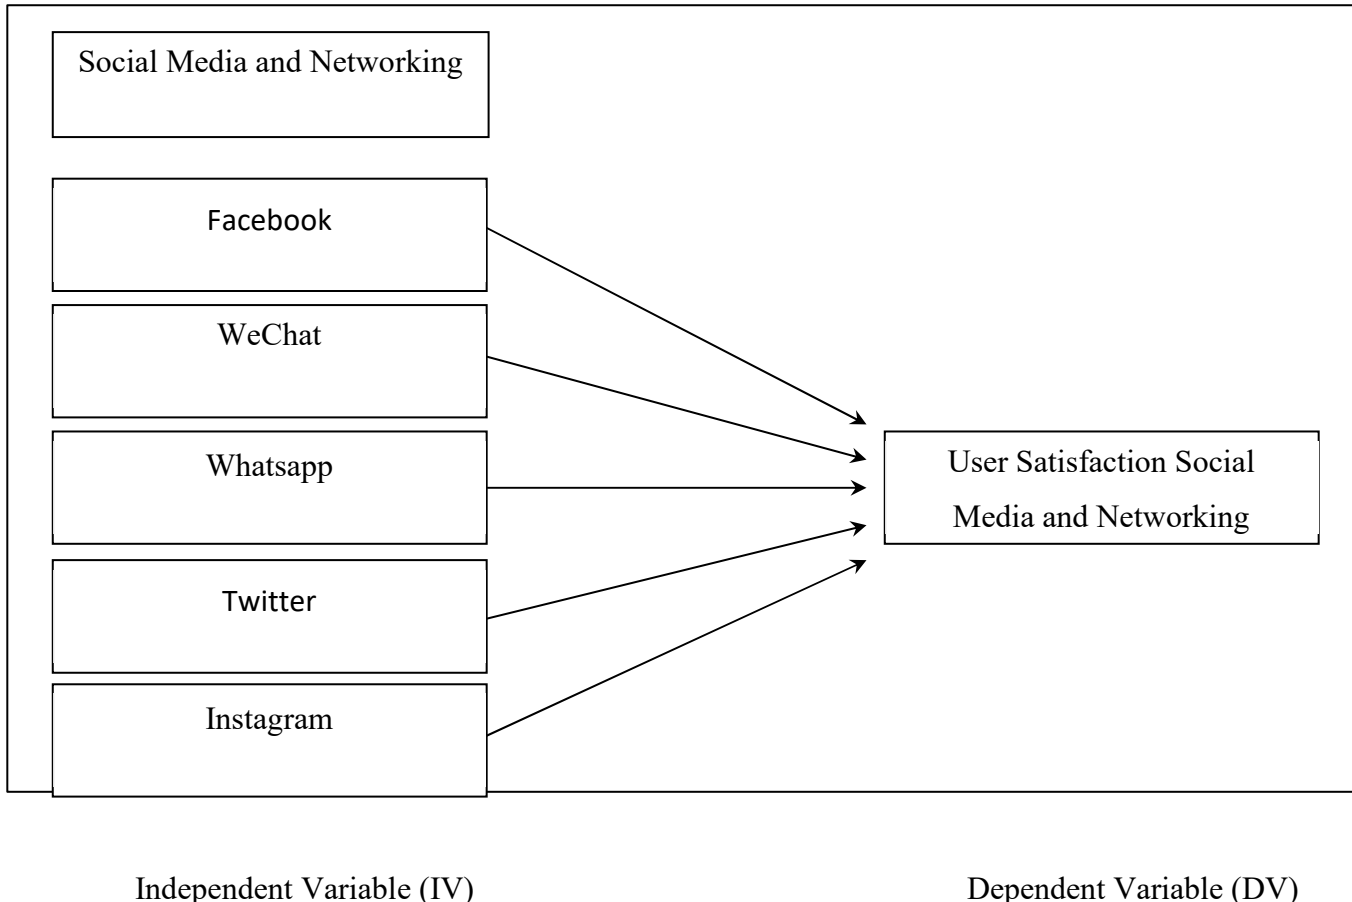 Social Media and Networking
Facebook
WeChat
Whatsapp
Twitter
Instagram
User Satisfaction Social
Media and Networking
Independent Variable (IV)
Dependent Variable (DV)